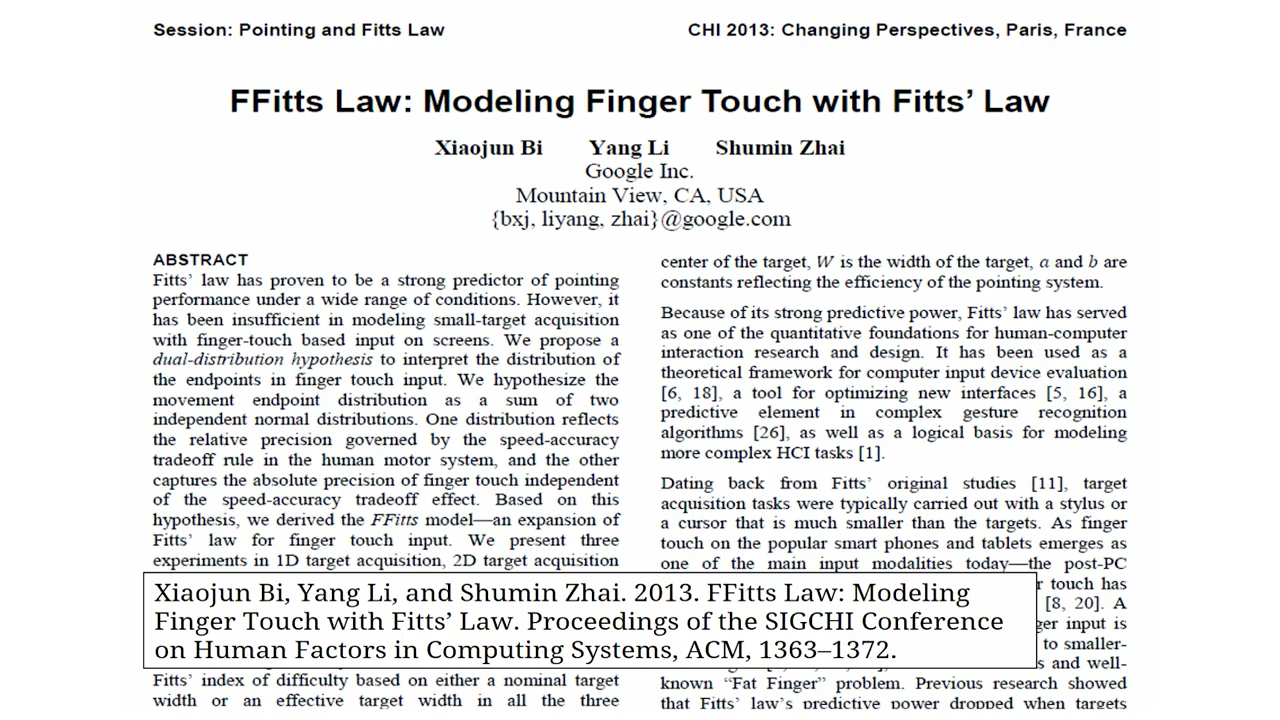 Session: Pointing and Fitts Law
CHI 2013: Changing Perspectives, Paris, France
FFitts Law: Modeling Finger Touch with Fitts’ Law
Xiaojun Bi Yang Li Shumin Zhai
Google Inc.
Mountain View, CA, USA
{bxj, liyang, zhai}@google.com
ABSTRACT
Fitts’ law has proven to be a strong predictor of pointing
performance under a wide range of conditions. However, it
has been insufficient in modeling small-target acquisition
with finger-touch based input on screens. We propose a
dual-distribution hypothesis to interpret the distribution of
the endpoints in finger touch input. We hypothesize the
movement endpoint distribution as a sum of two
independent normal distributions. One distribution reflects
the relative precision governed by the speed-accuracy
tradeoff rule in the human motor system, and the other
captures the absolute precision of finger touch independent
of the speed-accuracy tradeoff effect. Based on this
hypothesis, we derived the FFitts model—an expansion of
Fitts’ law for finger touch input. We present three
experiments in 1D target acquisition, 2D target acquisition
Fitts’ index of difficulty based on either a nominal target
width or an effective target width in all the three
center of the target, W is the width of the target, a and b are
constants reflecting the efficiency of the pointing system.
Because of its strong predictive power, Fitts’ law has served
as one of the quantitative foundations for human-computer
interaction research and design. It has been used as a
theoretical framework for computer input device evaluation
[6, 18], a tool for optimizing new interfaces [5, 16], a
predictive element in complex gesture recognition
algorithms [26], as well as a logical basis for modeling
more complex HCI tasks [1].
Dating back from Fitts’ original studies [11], target
acquisition tasks were typically carried out with a stylus or
a cursor that is much smaller than the targets. As finger
touch on the popular smart phones and tablets emerges as
one of the main input modalities today—the post-PC
touch has
[8, 20]. A
input is
to smaller-
and well-
known “Fat Finger” problem. Previous research showed
that Fitts’ law’s predictive power dropped when targets
Xiaojun Bi, Yang Li, and Shumin Zhai. 2013. FFitts Law: Modeling
Finger Touch with Fitts’ Law. Proceedings of the SIGCHI Conference
on Human Factors in Computing Systems, ACM, 1363–1372.